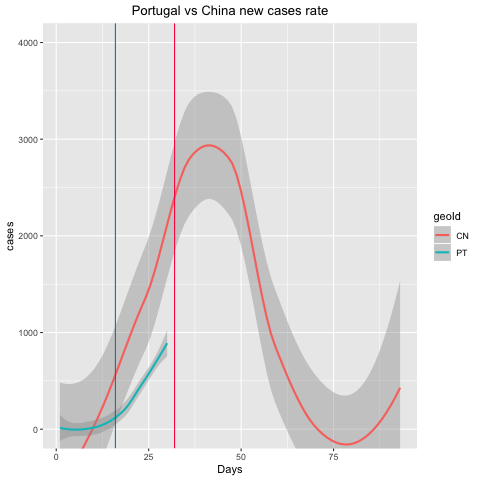 Portugal vs China new cases rate
4000
3000
2000
1000
0
cases
0 25 50 75
Days
geoId
CN
PT